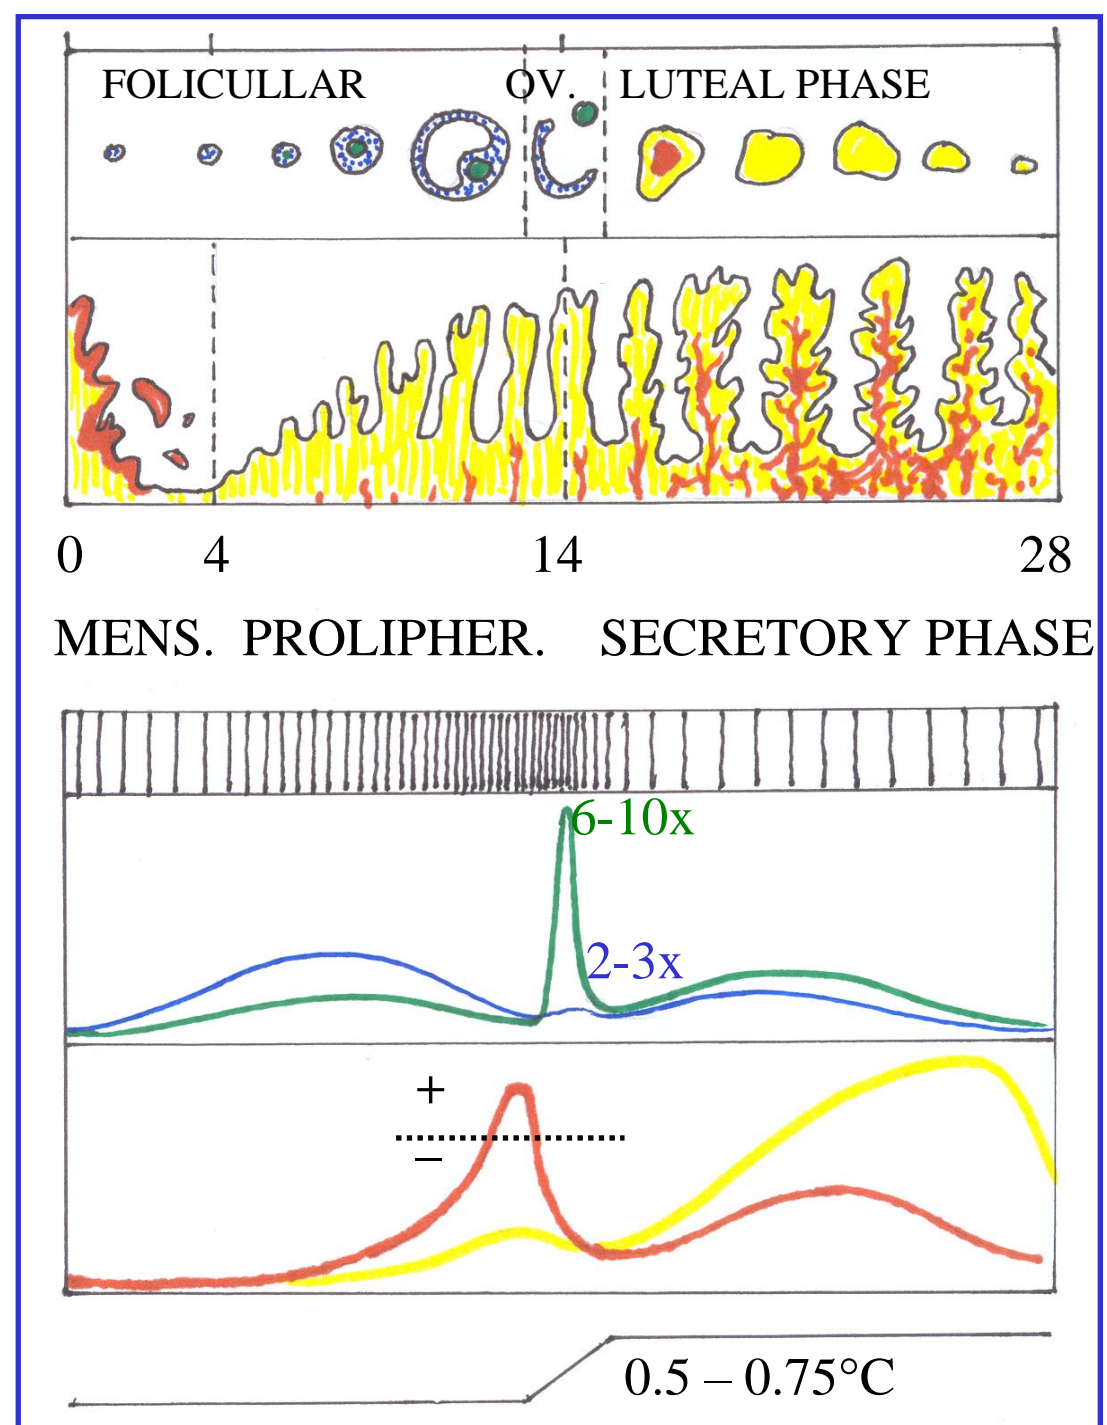 FOLICULLAR OV. LUTEAL PHASE
0 4 14 28
MENS. PROLIPHER. SECRETORY PHASE
6-10x
2-3x
+
–
0.5 – 0.75°C